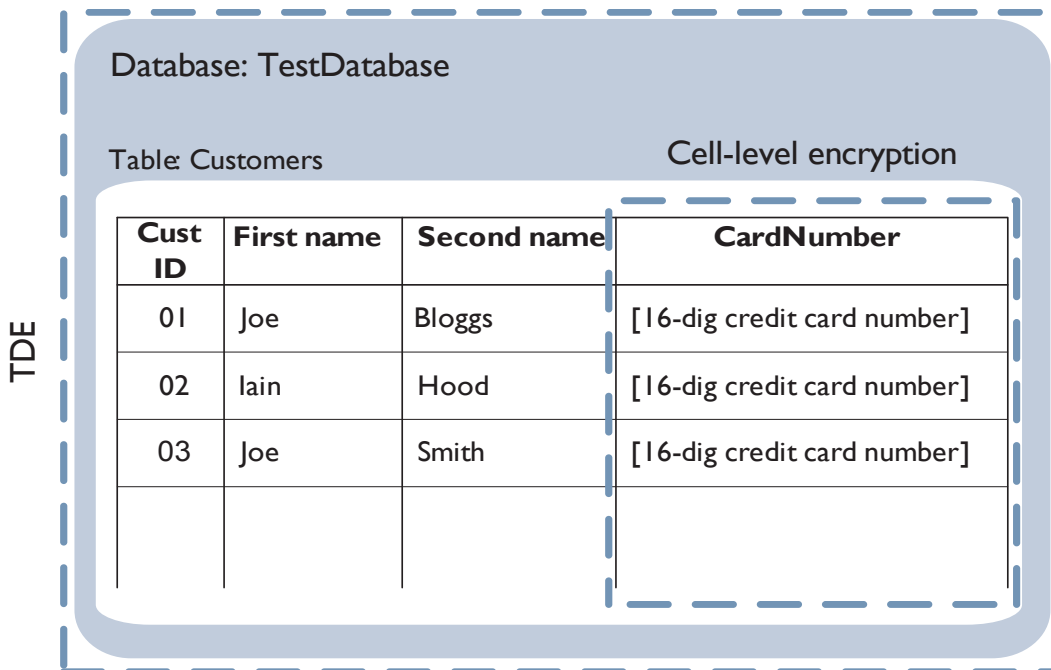 Database: TestDatabase
Table: Customers
Cell-level encryption
TDE
Cust ID First name Second name CardNumber
01 Joe Bloggs [16-dig credit card number]
02 Iain Hood [16-dig credit card number]
03 Joe Smith [16-dig credit card number]